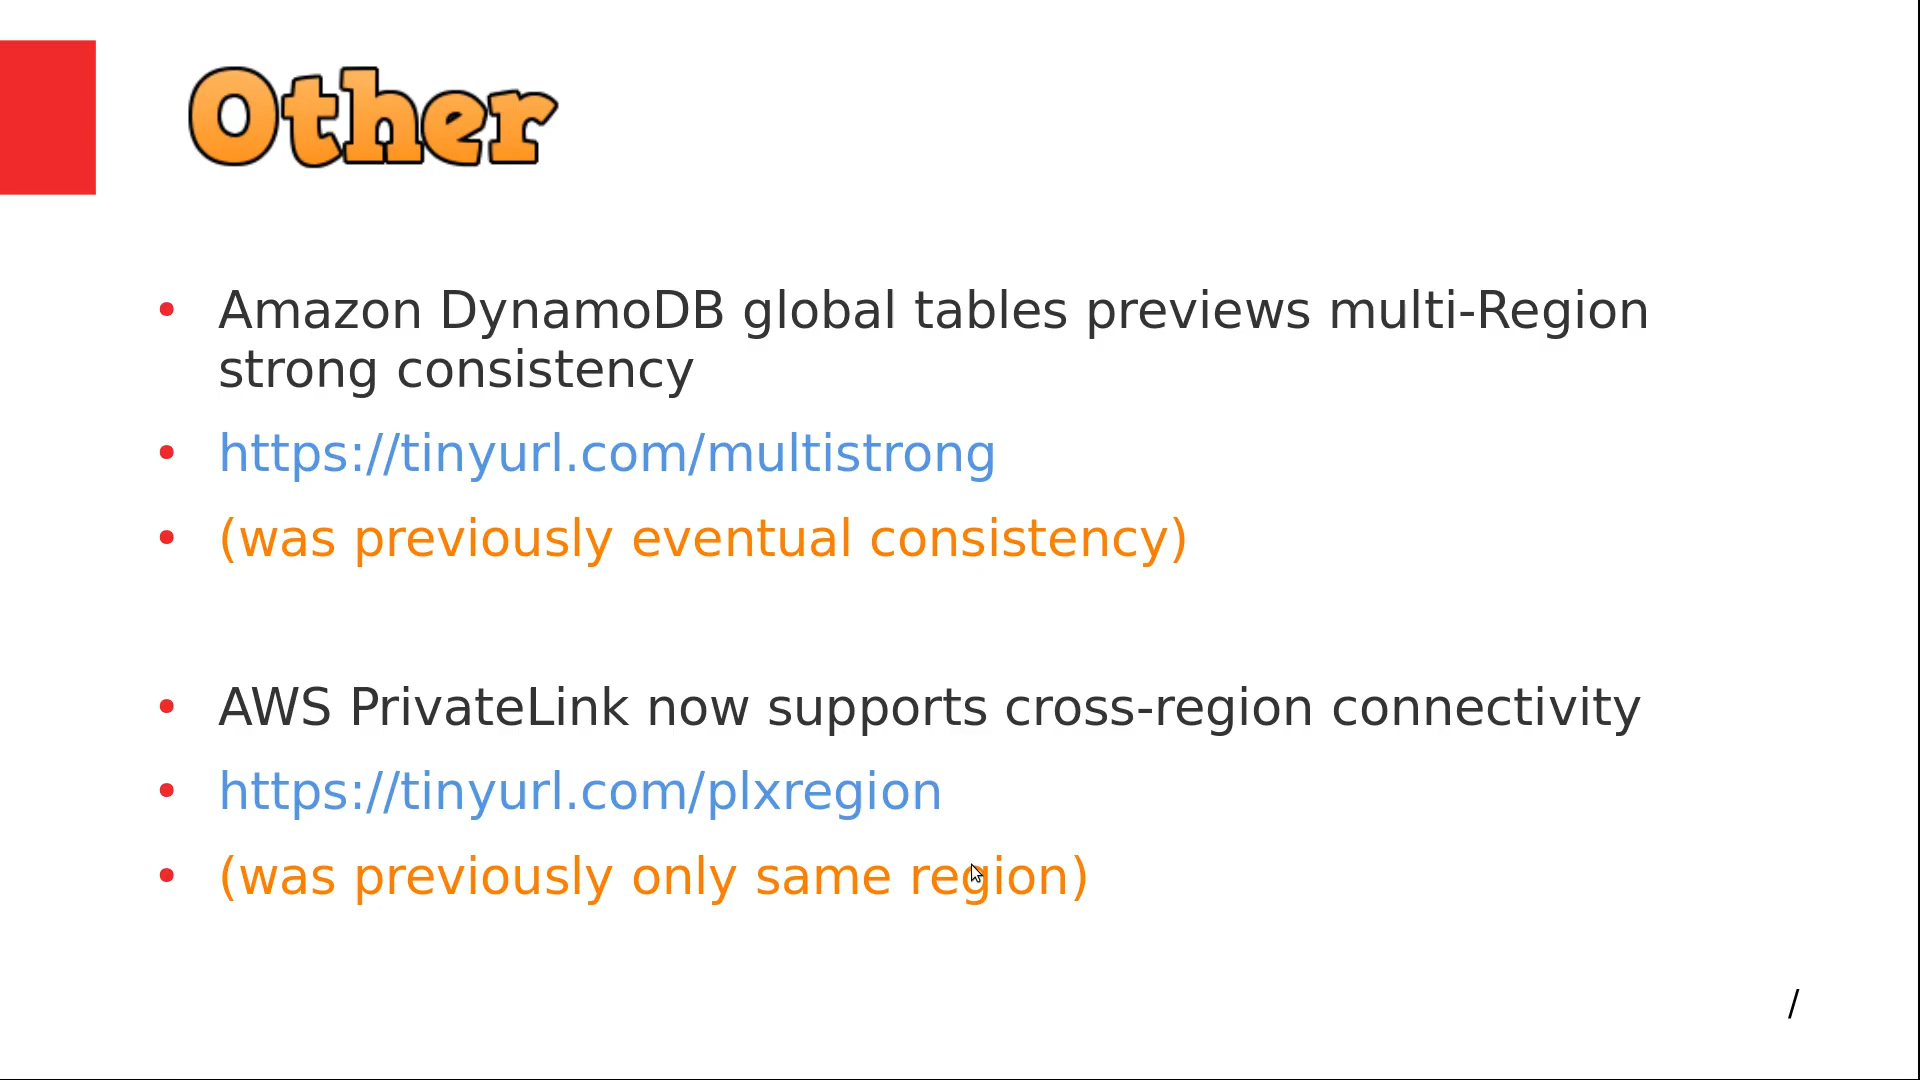 Other
• Amazon DynamoDB global tables previews multi-Region
strong consistency
• https://tinyurl.com/multistrong
• (was previously eventual consistency)
• AWS PrivateLink now supports cross-region connectivity
• https://tinyurl.com/plxregion
• (was previously only same region)
/